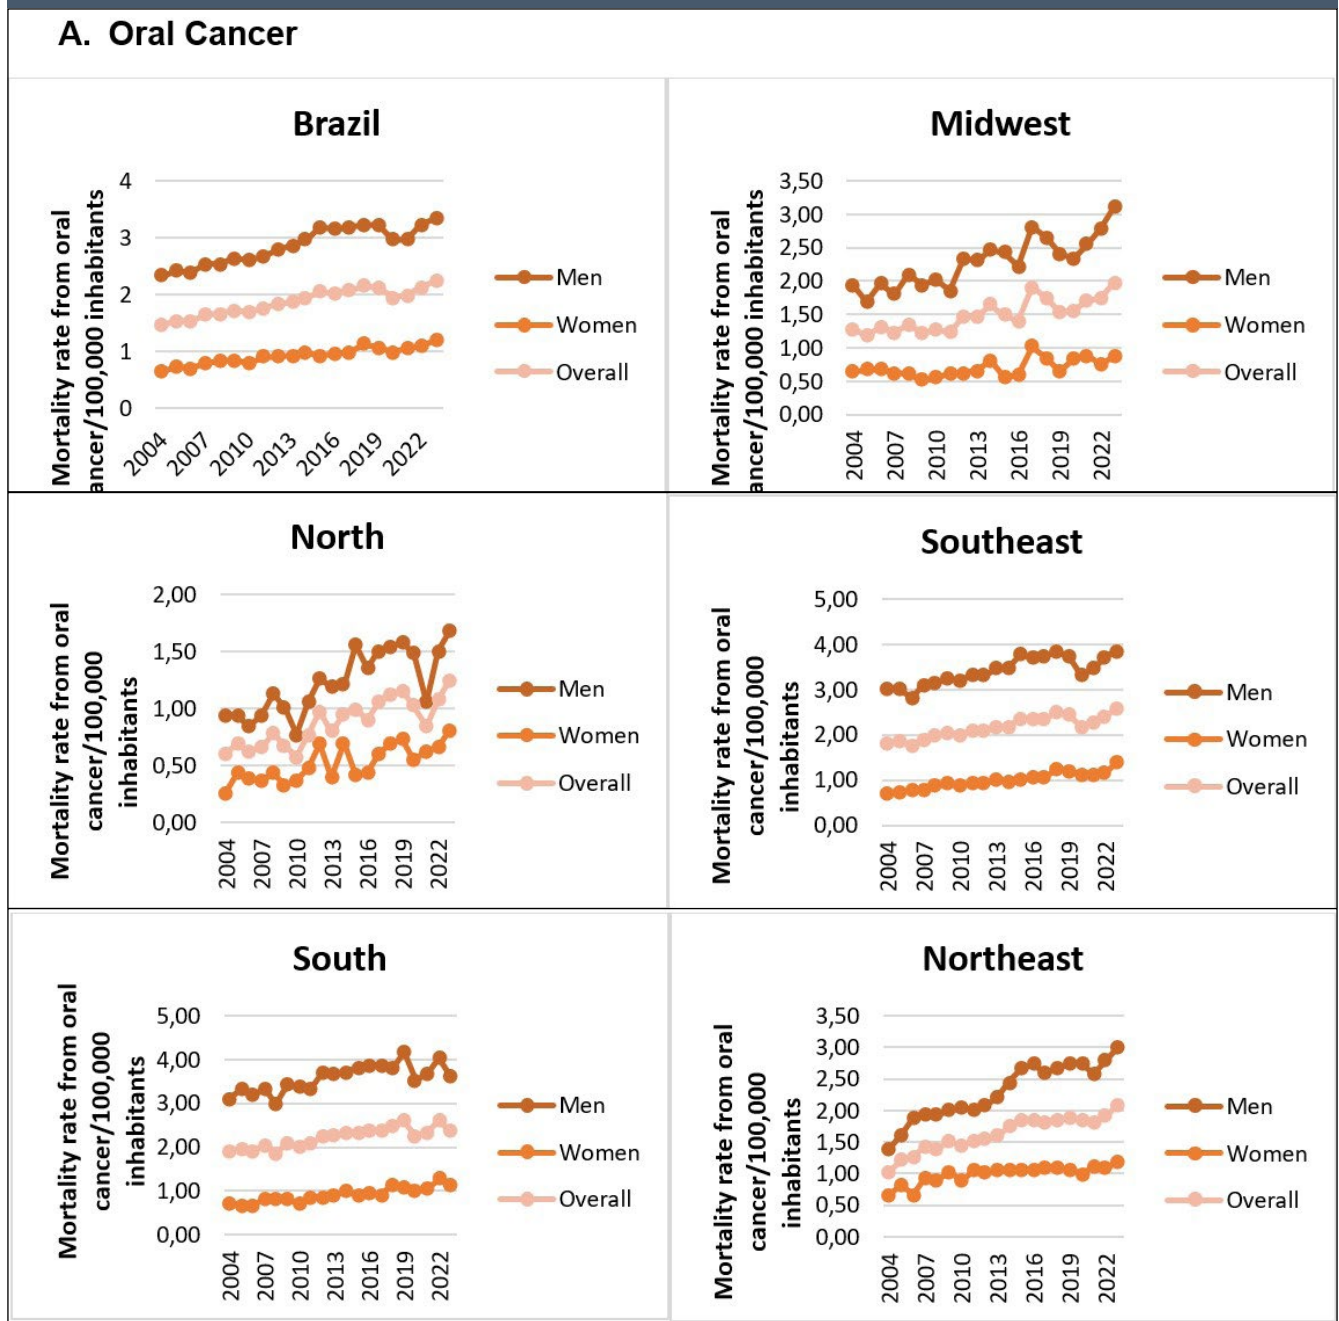 A. Oral Cancer
Brazil
Mortality rate from oral
ancer/100,000 inhabitants
4
3
2
1
0
2004
2007
2010
2013
2016
2019
2022
Men
Women
Overall
Midwest
Mortality rate from oral
ancer/100,000 inhabitants
3,50
3,00
2,50
2,00
1,50
1,00
0,50
0,00
2004
2007
2010
2013
2016
2019
2022
Men
Women
Overall
North
Mortality rate from oral
cancer/100,000
inhabitants
2,00
1,50
1,00
0,50
0,00
2004
2007
2010
2013
2016
2019
2022
Men
Women
Overall
Southeast
Mortality rate from oral
cancer/100,000
inhabitants
5,00
4,00
3,00
2,00
1,00
0,00
2004
2007
2010
2013
2016
2019
2022
Men
Women
Overall
South
Mortality rate from oral
cancer/100,000
inhabitants
5,00
4,00
3,00
2,00
1,00
0,00
2004
2007
2010
2013
2016
2019
2022
Men
Women
Overall
Northeast
Mortality rate from oral
cancer/100,000
inhabitants
3,50
3,00
2,50
2,00
1,50
1,00
0,50
0,00
2004
2007
2010
2013
2016
2019
2022
Men
Women
Overall